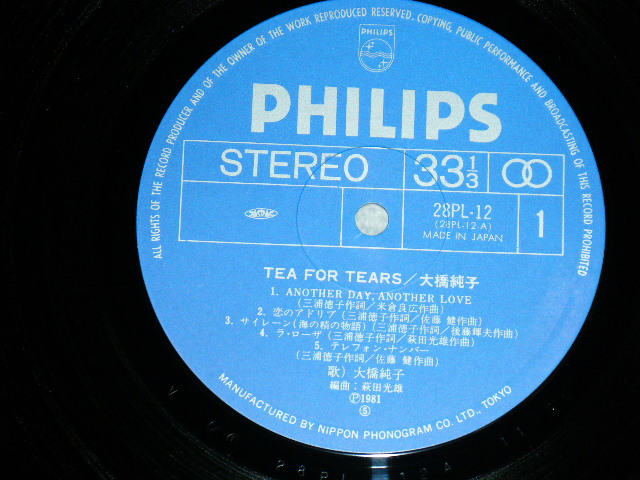 ALL RIGHTS OF THE RECORD PRODUCER AND OF THE OWNER OF THE WORK REPRODUCED RESERVED. COPYING, PUBLIC PERFORMANCE AND BROADCASTING OF THIS RECORD PROHIBITED
PHILIPS
PHILIPS
STEREO
33 1/3
JASRAC
28PL-12
(28PL-12-A)
MADE IN JAPAN
1
TEA FOR TEARS／大橋純子
1. ANOTHER DAY, ANOTHER LOVE
(三浦徳子作詞／米倉良広作曲)
2. 恋のアドリブ (三浦徳子作詞／佐藤 健作曲)
3. サイレーン (海の精の物語) (三浦徳子作詞／後藤輝夫作曲)
4. ラ・ローザ (三浦徳子作詞／萩田光雄作曲)
5. テレフォン・ナンバー
(三浦徳子作詞／佐藤 健作曲)
歌) 大橋純子
編曲: 萩田光雄
Ⓟ1981
Ⓢ
MANUFACTURED BY NIPPON PHONOGRAM CO. LTD., TOKYO